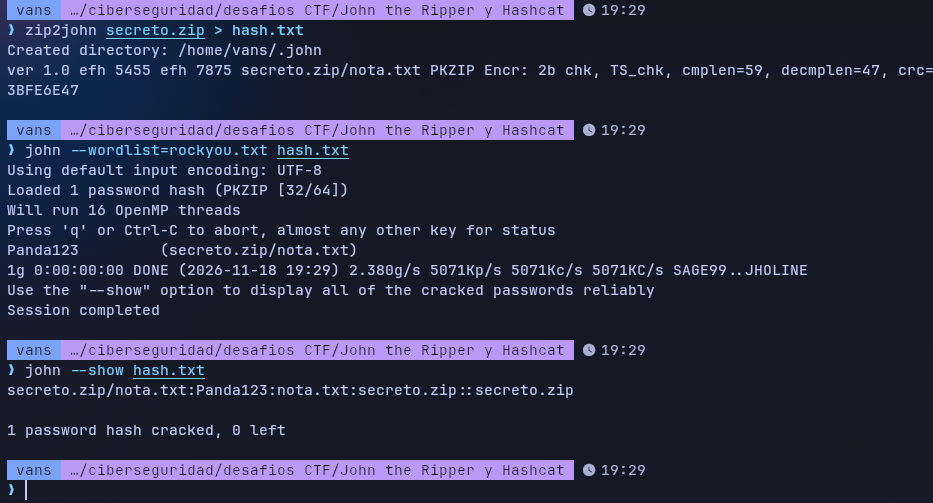 vans …/ciberseguridad/desafios CTF/John the Ripper y Hashcat 19:29
❯ zip2john secreto.zip > hash.txt
Created directory: /home/vans/.john
ver 1.0 efh 5455 efh 7875 secreto.zip/nota.txt PKZIP Encr: 2b chk, TS_chk, cmplen=59, decmplen=47, crc=
3BFE6E47
vans …/ciberseguridad/desafios CTF/John the Ripper y Hashcat 19:29
❯ john --wordlist=rockyou.txt hash.txt
Using default input encoding: UTF-8
Loaded 1 password hash (PKZIP [32/64])
Will run 16 OpenMP threads
Press 'q' or Ctrl-C to abort, almost any other key for status
Panda123         (secreto.zip/nota.txt)
1g 0:00:00:00 DONE (2026-11-18 19:29) 2.380g/s 5071Kp/s 5071Kc/s 5071KC/s SAGE99..JHOLINE
Use the "--show" option to display all of the cracked passwords reliably
Session completed
vans …/ciberseguridad/desafios CTF/John the Ripper y Hashcat 19:29
❯ john --show hash.txt
secreto.zip/nota.txt:Panda123:nota.txt:secreto.zip::secreto.zip
1 password hash cracked, 0 left
vans …/ciberseguridad/desafios CTF/John the Ripper y Hashcat 19:29
❯